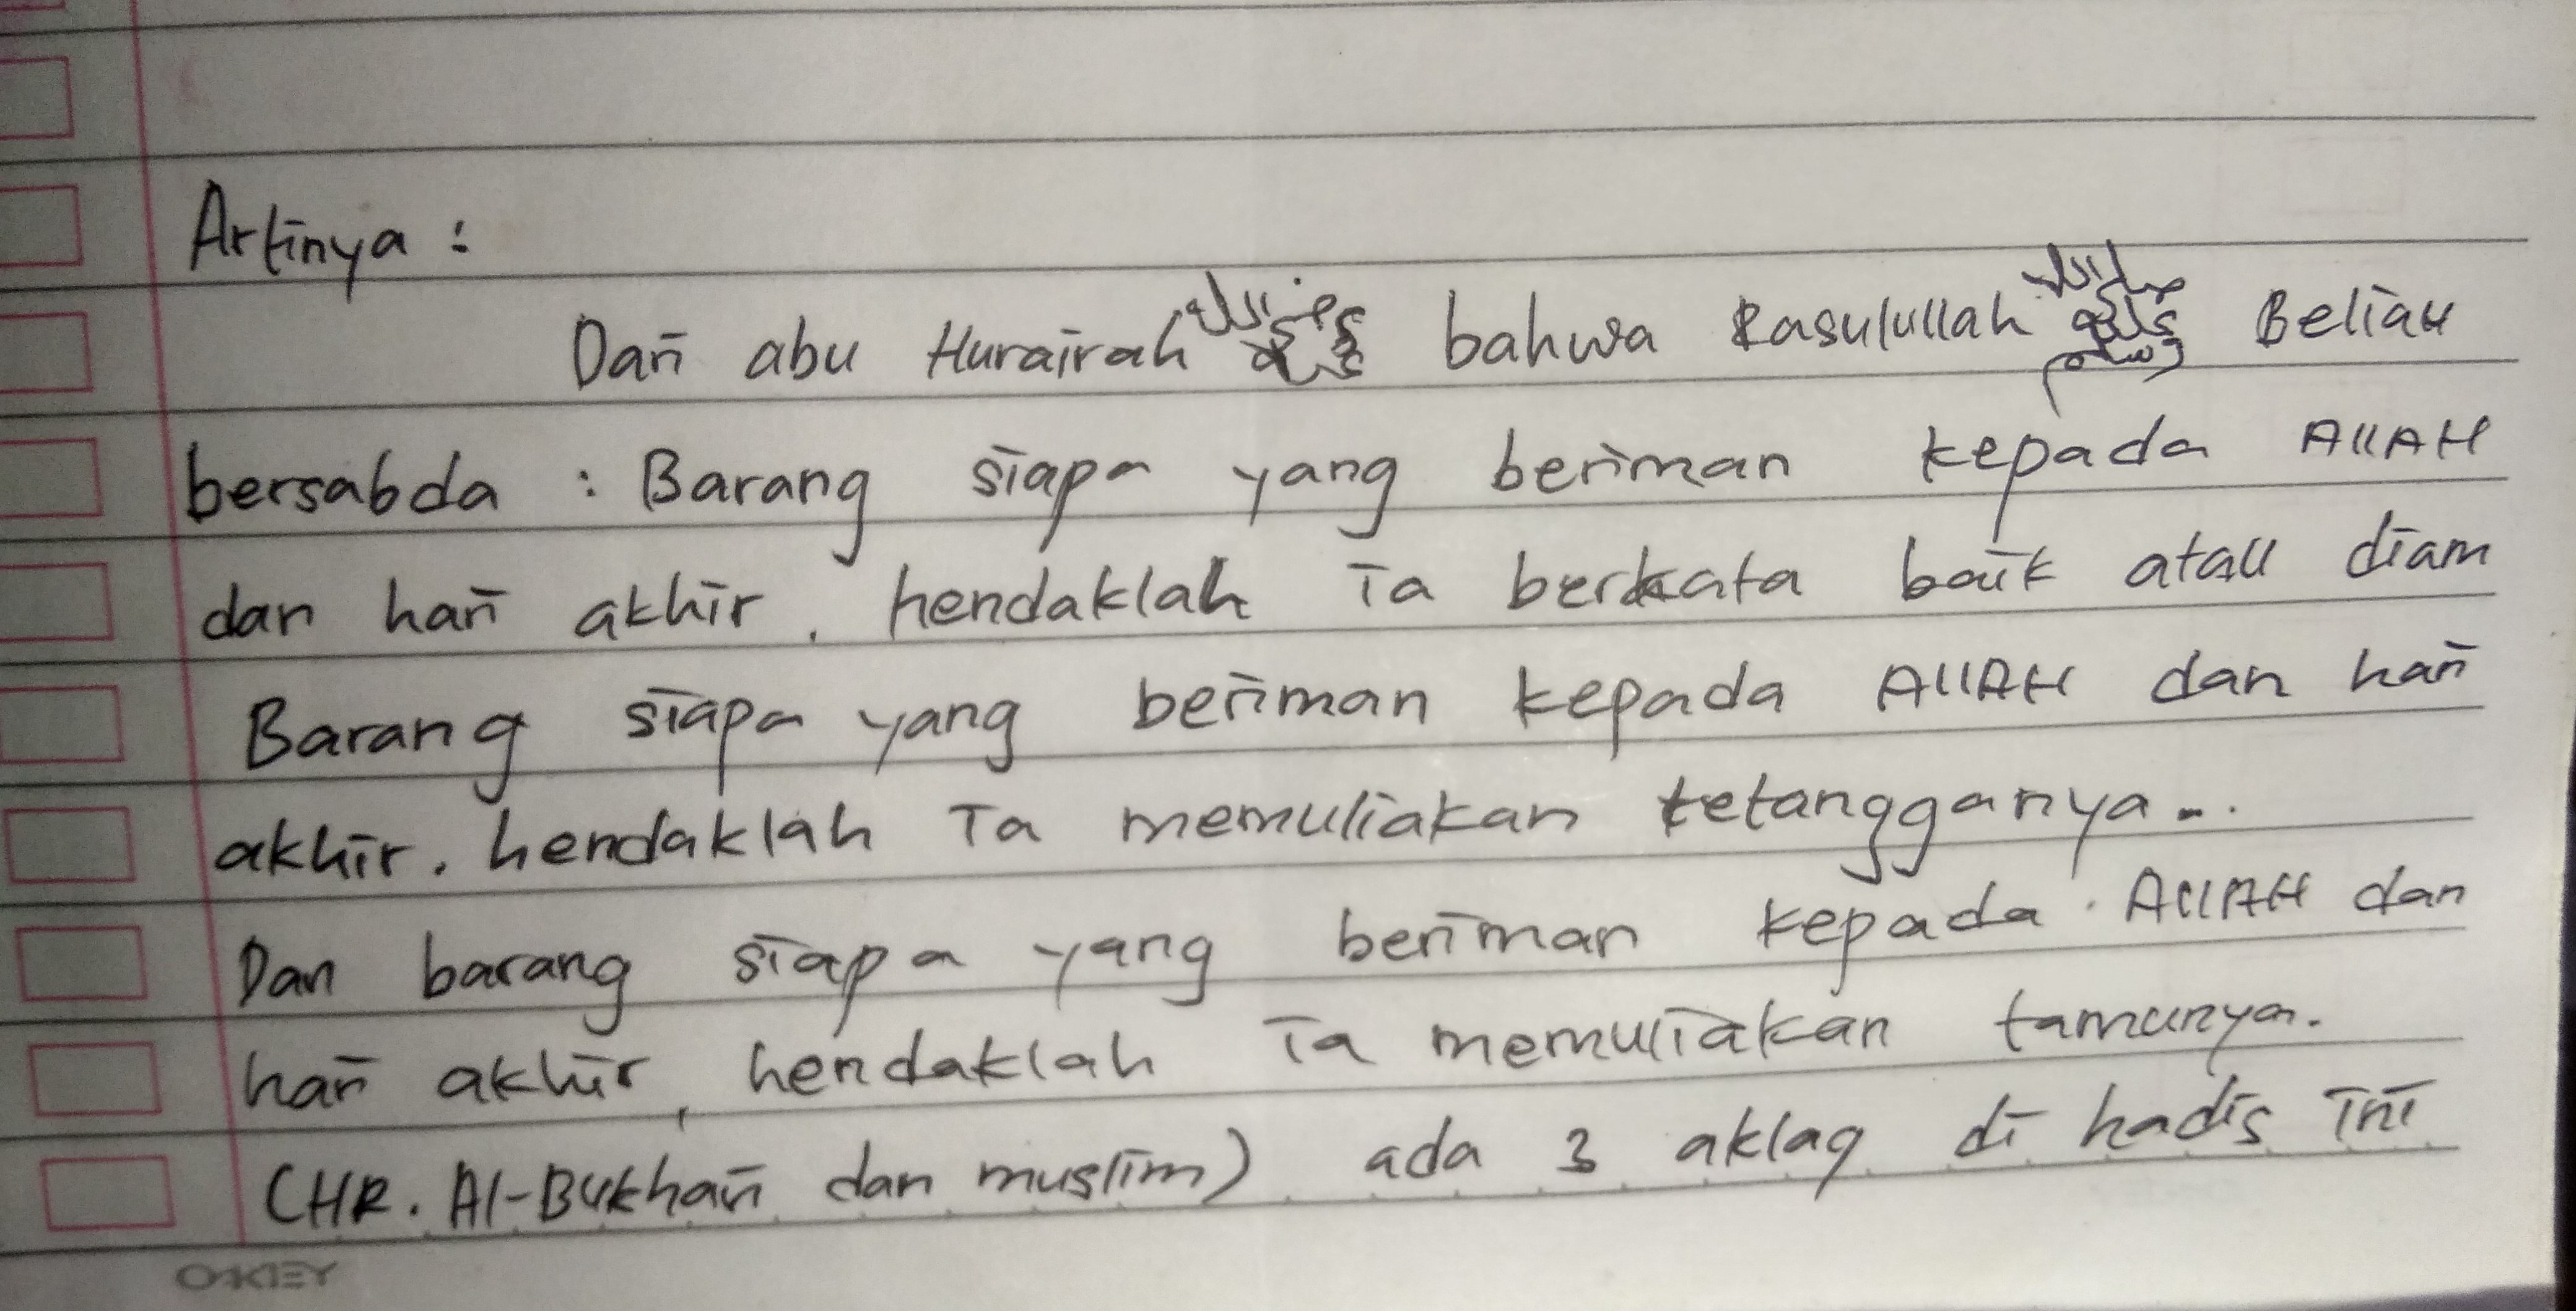 Artinya :
Dari abu Hurairah رضي الله عنه bahwa Rasulullah صلى الله عليه وسلم Beliau
bersabda : Barang siapa yang beriman kepada AllAH
dan hari akhir, hendaklah Ia berkata baik atau diam
Barang siapa yang beriman kepada AllAH dan hari
akhir, hendaklah Ia memuliakan tetangganya...
Dan barang siapa yang beriman kepada AllAH dan
hari akhir, hendaklah Ia memuliakan tamunya.
(HR. Al-Bukhari dan muslim) ada 3 aklaq di hadis Ini
OKEY